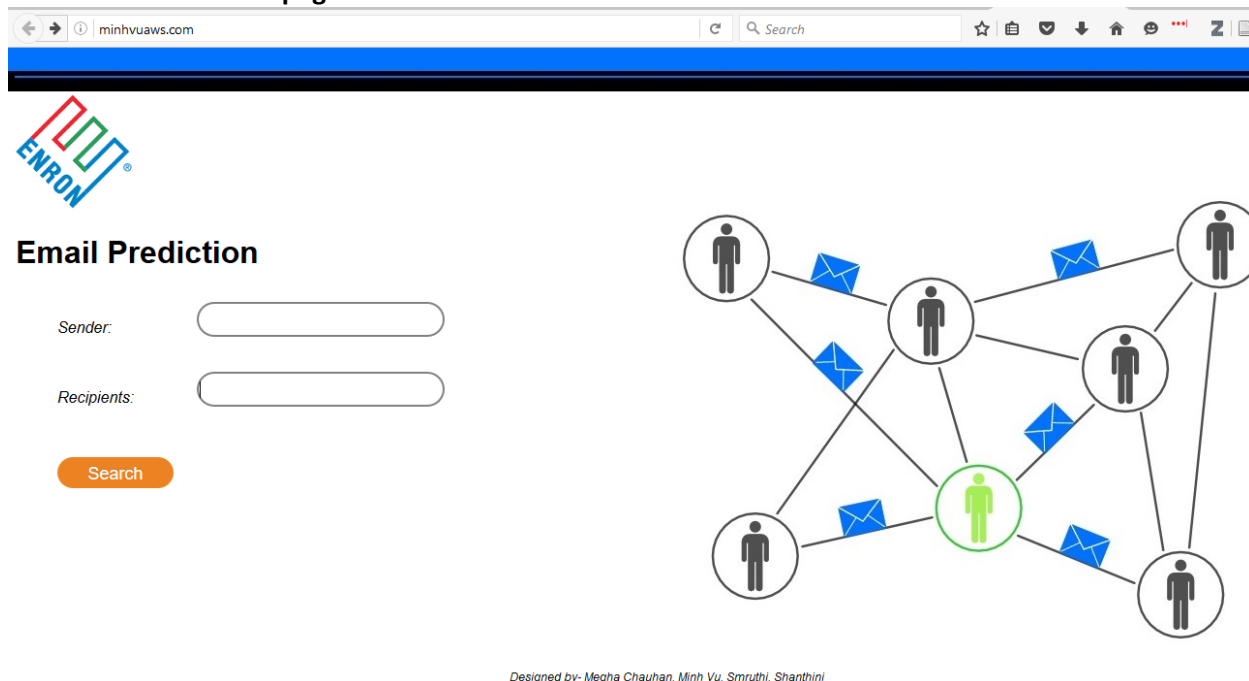 minhvuaws.com
Search
ENRON®
Email Prediction
Sender:
Recipients:
Search
Designed by- Megha Chauhan, Minh Vu, Smruthi, Shanthini